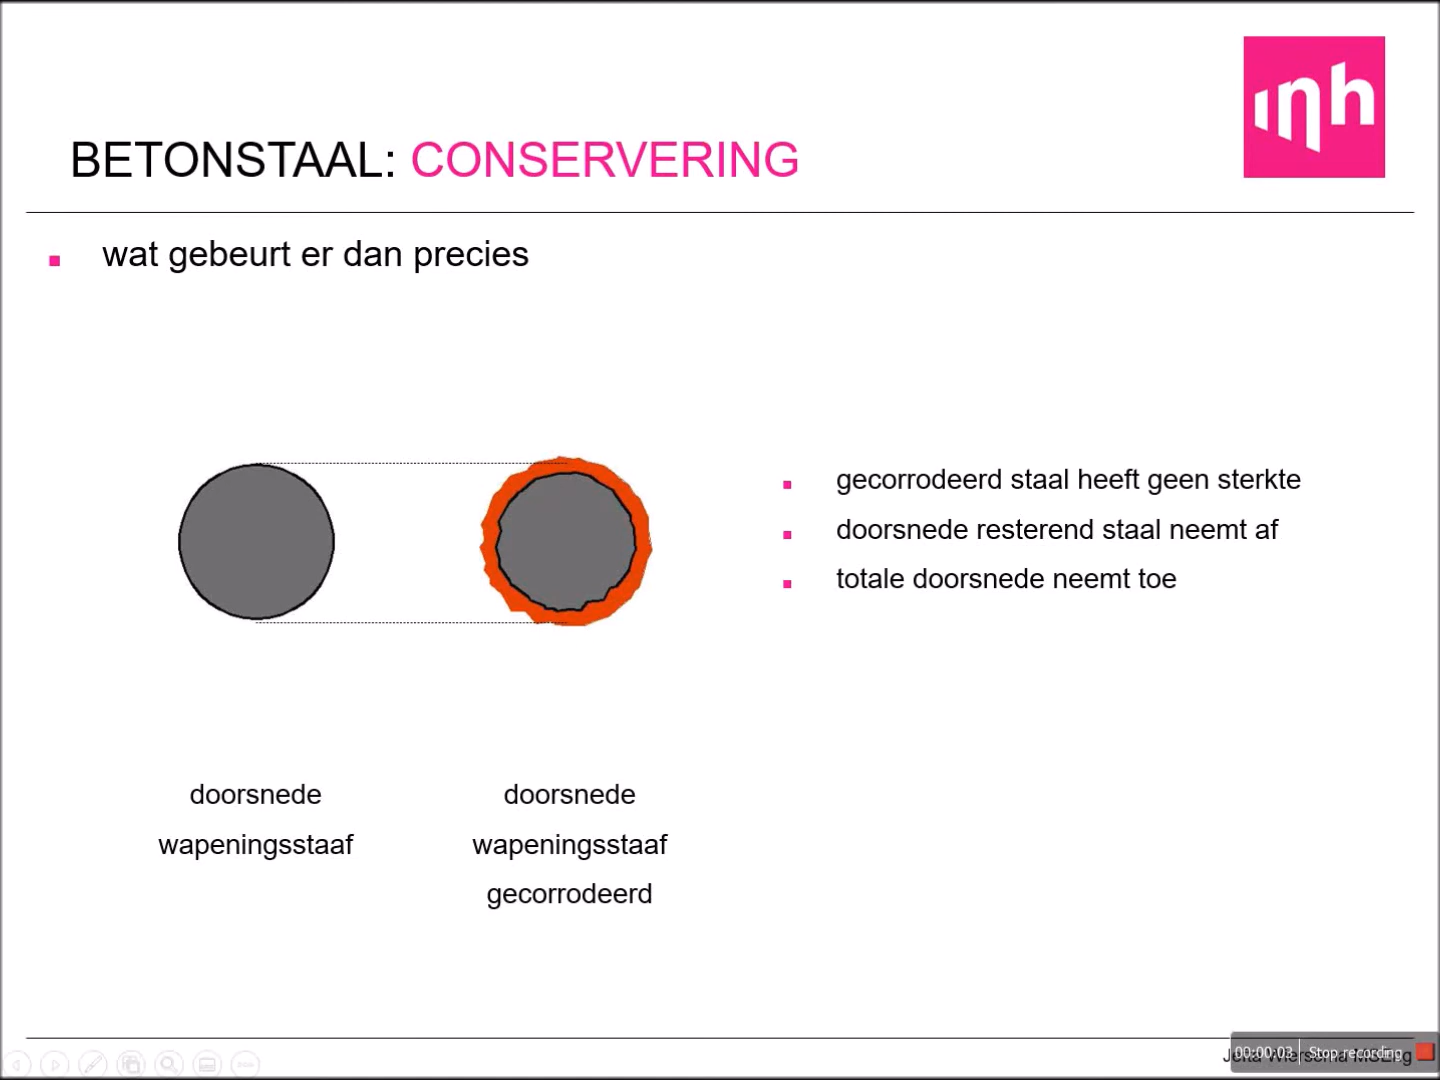 inh
BETONSTAAL: CONSERVERING
wat gebeurt er dan precies
gecorrodeerd staal heeft geen sterkte
doorsnede resterend staal neemt af
totale doorsnede neemt toe
doorsnede
wapeningsstaaf
doorsnede
wapeningsstaaf
gecorrodeerd
00:00:03 Stop recording